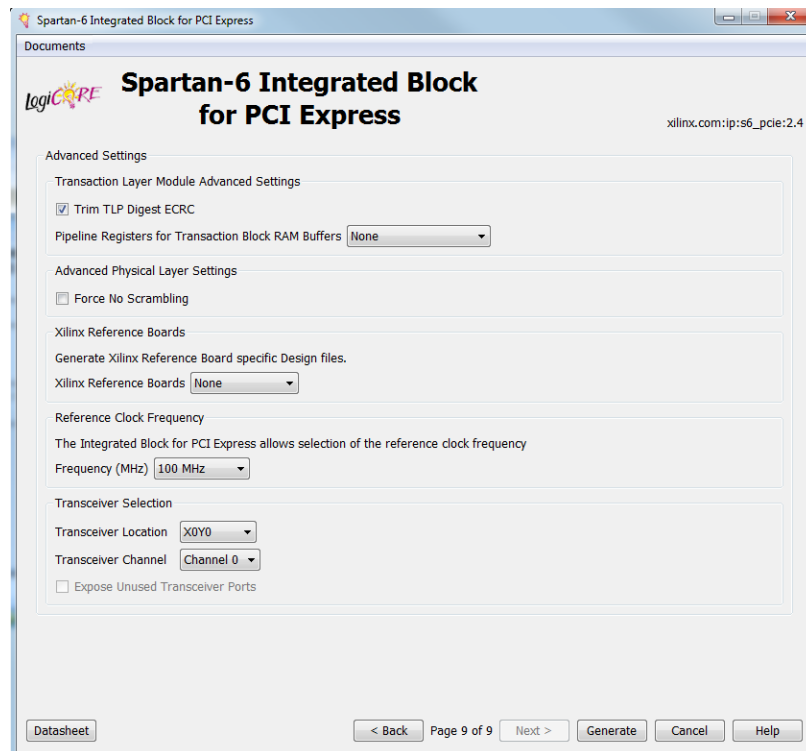 Spartan-6 Integrated Block for PCI Express
Documents
LogiCORE
Spartan-6 Integrated Block
for PCI Express
xilinx.com:ip:s6_pcie:2.4
Advanced Settings
Transaction Layer Module Advanced Settings
Trim TLP Digest ECRC
Pipeline Registers for Transaction Block RAM Buffers None
Advanced Physical Layer Settings
Force No Scrambling
Xilinx Reference Boards
Generate Xilinx Reference Board specific Design files.
Xilinx Reference Boards None
Reference Clock Frequency
The Integrated Block for PCI Express allows selection of the reference clock frequency
Frequency (MHz) 100 MHz
Transceiver Selection
Transceiver Location X0Y0
Transceiver Channel Channel 0
Expose Unused Transceiver Ports
Datasheet < Back Page 9 of 9 Next > Generate Cancel Help